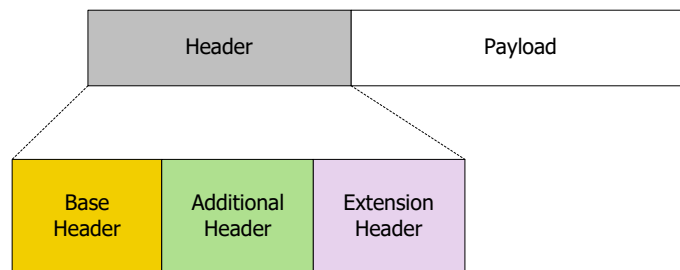 Header
Payload
Base
Header
Additional
Header
Extension
Header